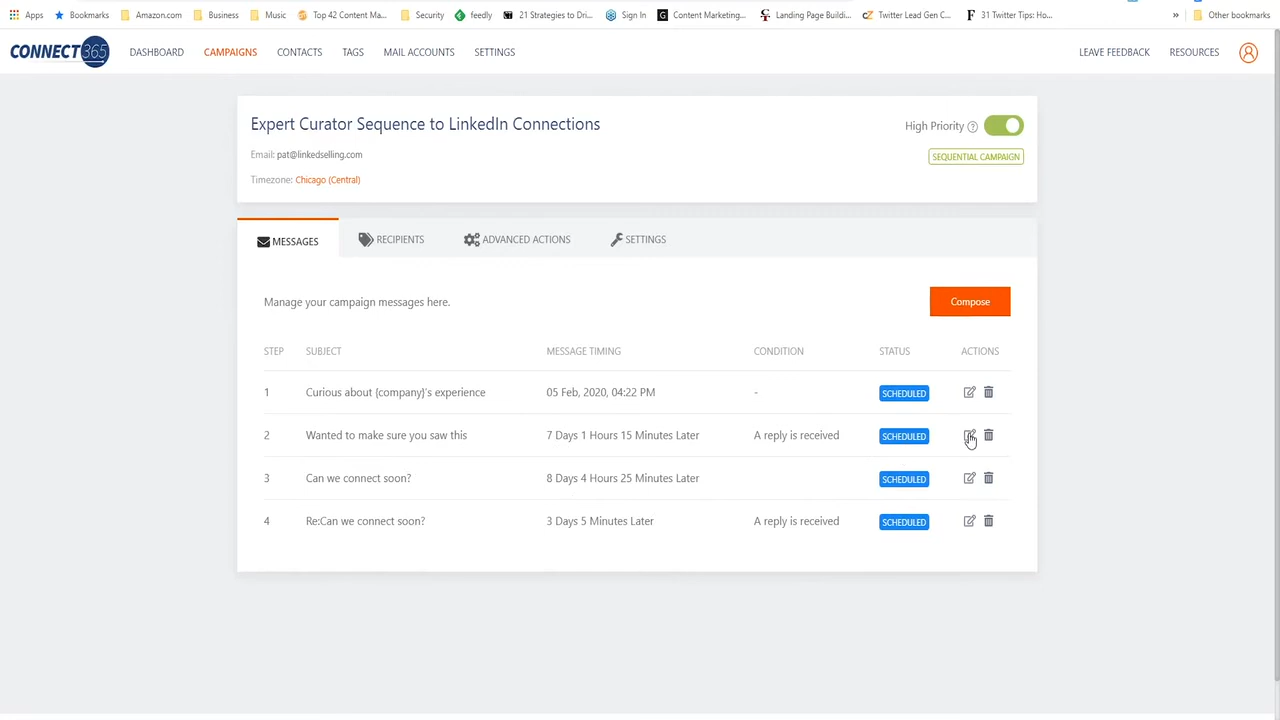 Apps Bookmarks Amazon.com Business Music Top 42 Content Ma... Security feedly 21 Strategies to Dri... Sign In Content Marketing... Landing Page Buildi... Twitter Lead Gen C... 31 Twitter Tips: Ho... » Other bookmarks
CONNECT365 DASHBOARD CAMPAIGNS CONTACTS TAGS MAIL ACCOUNTS SETTINGS LEAVE FEEDBACK RESOURCES
Expert Curator Sequence to LinkedIn Connections
High Priority ?
Email: pat@linkedselling.com
SEQUENTIAL CAMPAIGN
Timezone: Chicago (Central)
MESSAGES RECIPIENTS ADVANCED ACTIONS SETTINGS
Manage your campaign messages here. Compose
STEP SUBJECT MESSAGE TIMING CONDITION STATUS ACTIONS
1 Curious about {company}'s experience 05 Feb, 2020, 04:22 PM - SCHEDULED
2 Wanted to make sure you saw this 7 Days 1 Hours 15 Minutes Later A reply is received SCHEDULED
3 Can we connect soon? 8 Days 4 Hours 25 Minutes Later SCHEDULED
4 Re:Can we connect soon? 3 Days 5 Minutes Later A reply is received SCHEDULED